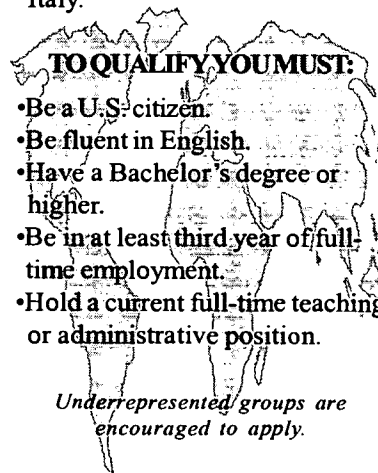 Italy.
TO QUALIFY, YOU MUST:
•Be a U.S. citizen.
•Be fluent in English.
•Have a Bachelor's degree or
higher.
•Be in at least third year of full-
time employment.
•Hold a current full-time teaching
or administrative position.
Underrepresented groups are
encouraged to apply.